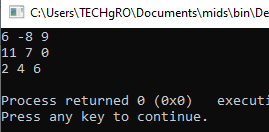 C:\Users\TECHgRO\Documents\mids\bin\De
6 -8 9
11 7 0
2 4 6
Process returned 0 (0x0)   executi
Press any key to continue.